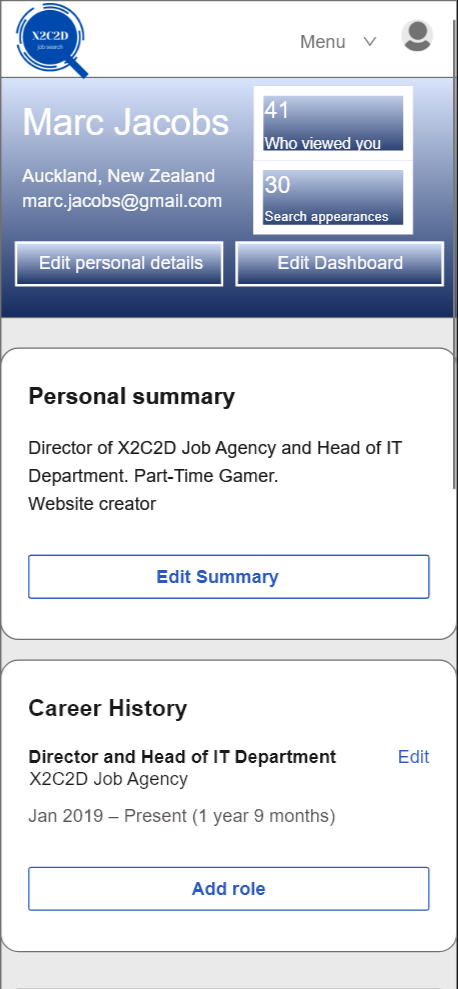 X2C2D
job search
Menu
Marc Jacobs
41
Who viewed you
Auckland, New Zealand
marc.jacobs@gmail.com
30
Search appearances
Edit personal details
Edit Dashboard
Personal summary
Director of X2C2D Job Agency and Head of IT
Department. Part-Time Gamer.
Website creator
Edit Summary
Career History
Director and Head of IT Department
Edit
X2C2D Job Agency
Jan 2019 – Present (1 year 9 months)
Add role